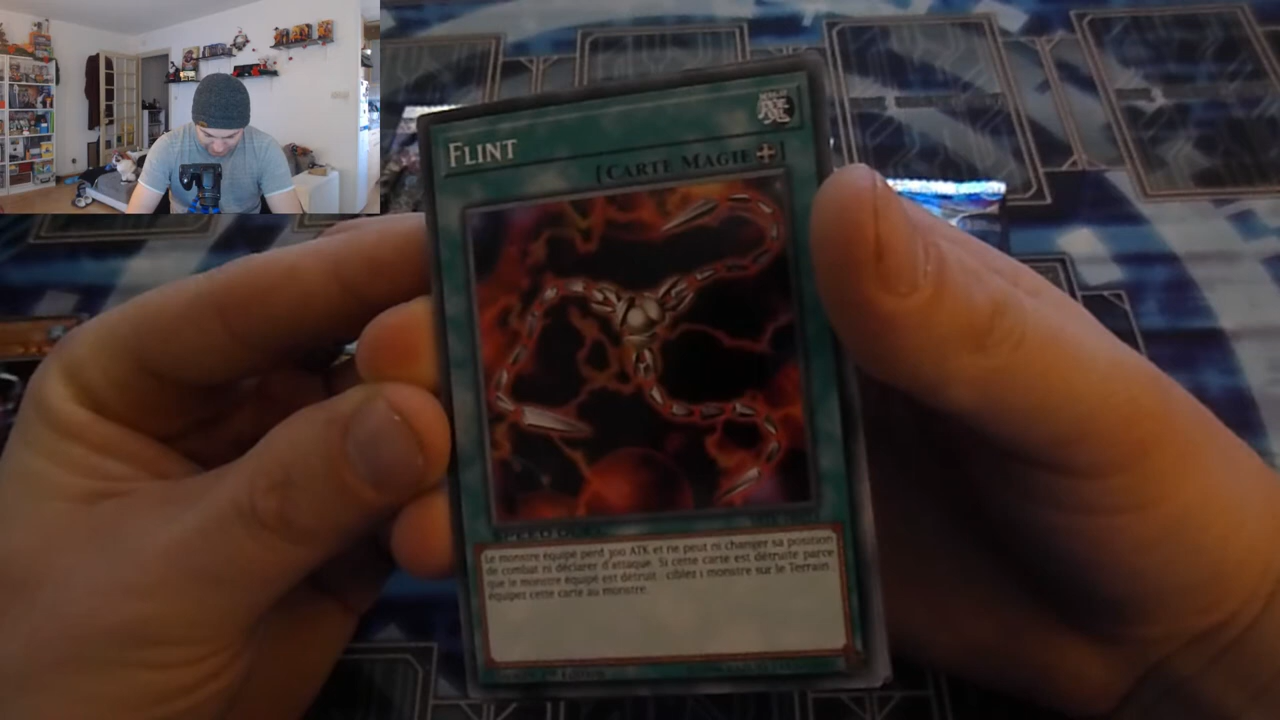 FLINT
[CARTE MAGIE ]
SPEED DUEL
Le monstre équipé perd 300 ATK et ne peut ni changer sa position
de combat ni déclarer d'attaque. Si cette carte est détruite parce
que le monstre équipé est détruit : ciblez 1 monstre sur le Terrain ;
équipez cette carte au monstre.